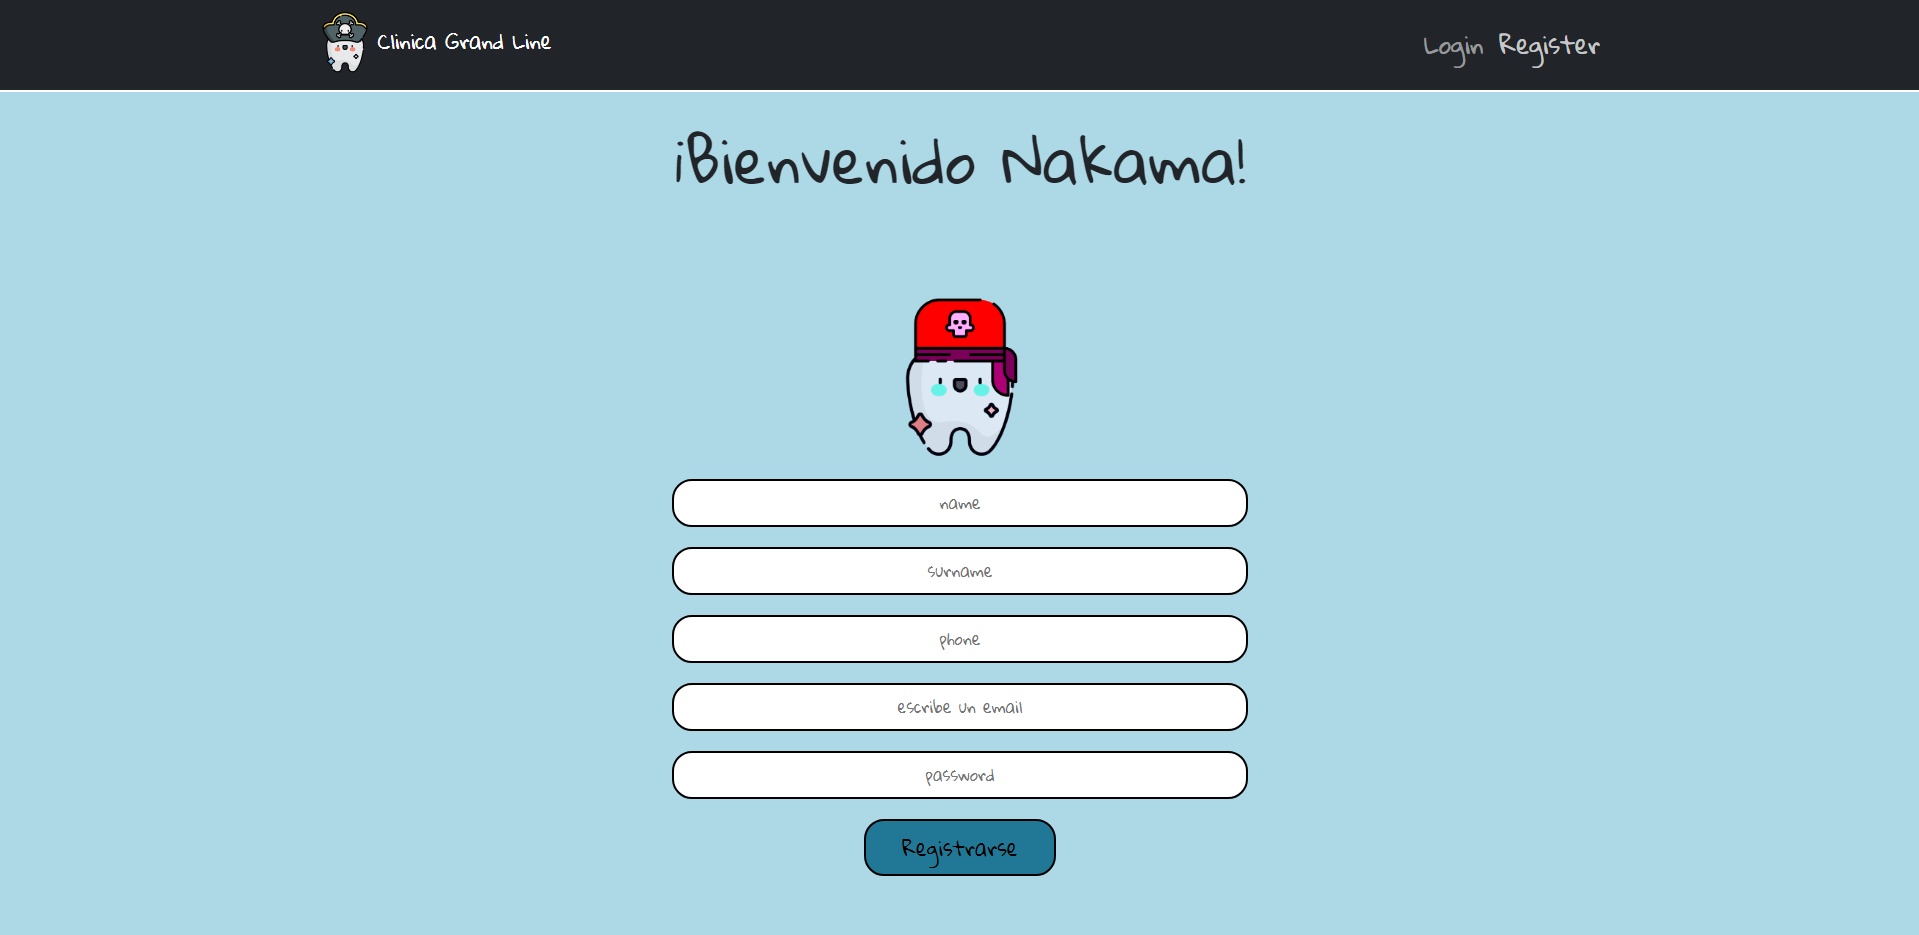 Clinica Grand Line
Login Register
¡Bienvenido Nakama!
name
surname
phone
escribe un email
password
Registrarse